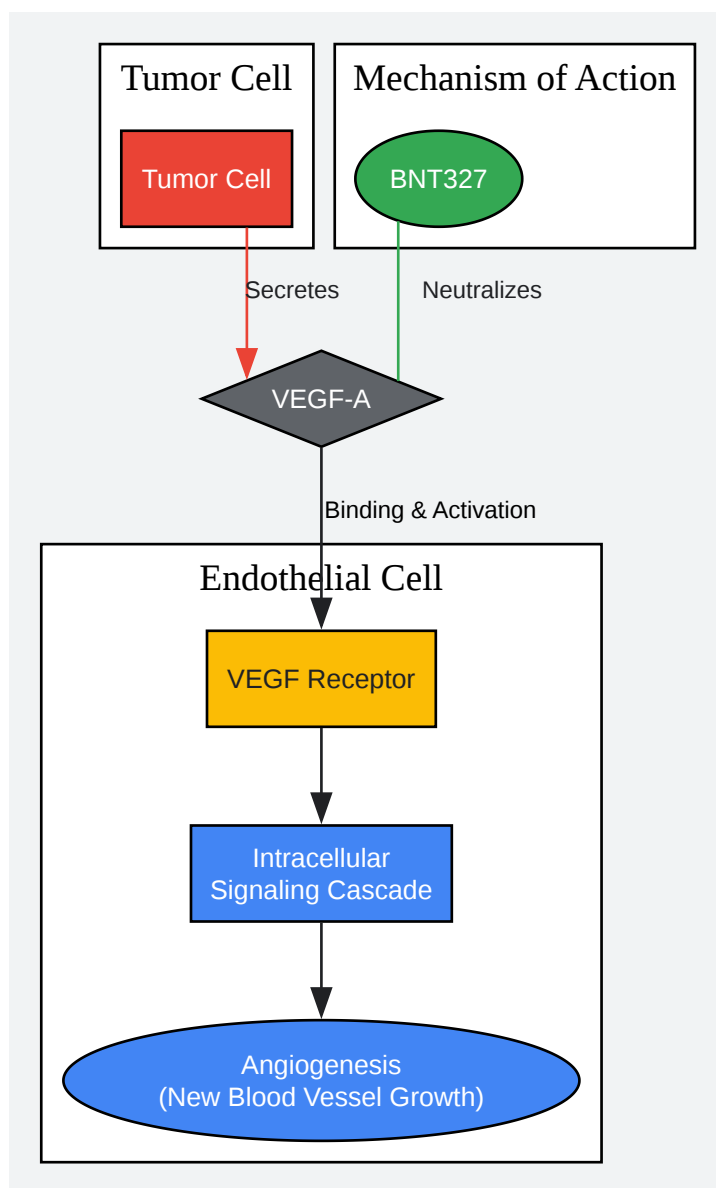 Tumor Cell
Mechanism of Action
Tumor Cell
BNT327
Secretes
Neutralizes
VEGF-A
Binding & Activation
Endothelial Cell
VEGF Receptor
Intracellular
Signaling Cascade
Angiogenesis
(New Blood Vessel Growth)